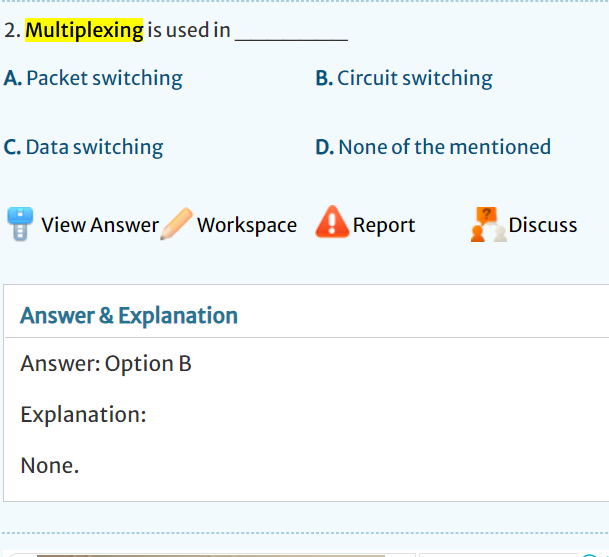 2. Multiplexing is used in __________
A. Packet switching B. Circuit switching
C. Data switching D. None of the mentioned
View Answer Workspace Report ? Discuss
Answer & Explanation
Answer: Option B
Explanation:
None.